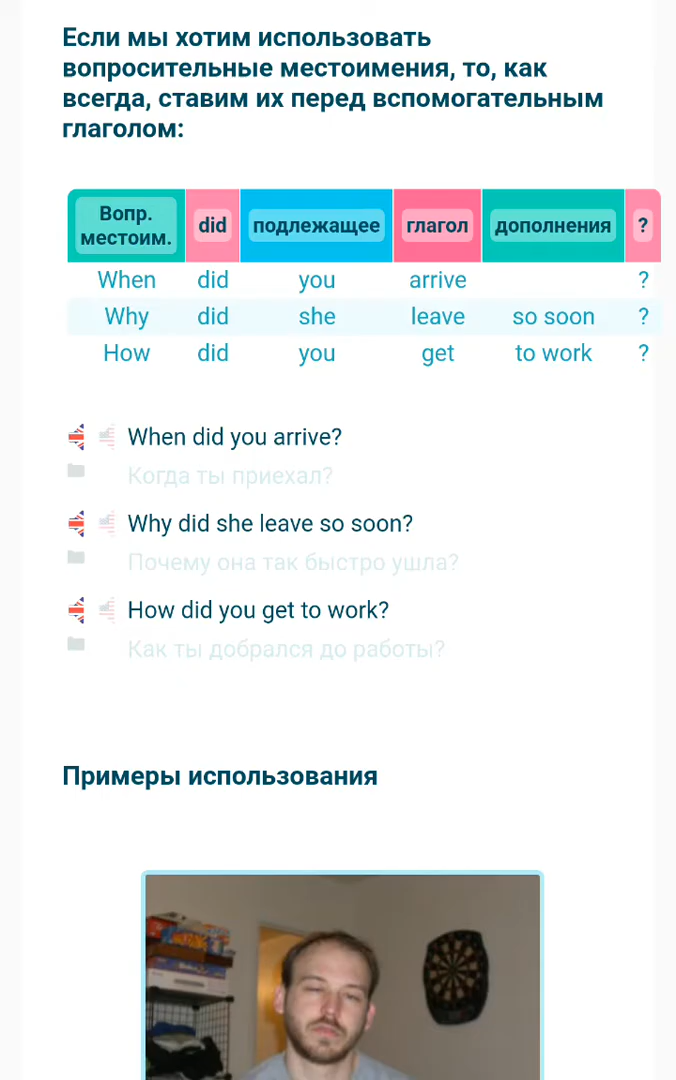 Если мы хотим использовать
вопросительные местоимения, то, как
всегда, ставим их перед вспомогательным
глаголом:
Вопр. местоим. did подлежащее глагол дополнения ?
When did you arrive ?
Why did she leave so soon ?
How did you get to work ?
When did you arrive?
Когда ты приехал?
Why did she leave so soon?
Почему она так быстро ушла?
How did you get to work?
Как ты добрался до работы?
Примеры использования